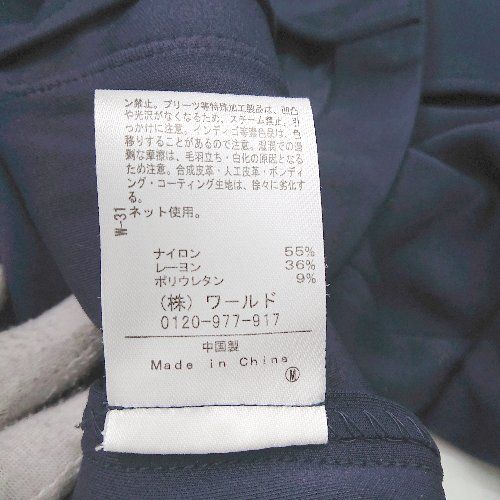 ン禁止。プリーツ等特殊加工製品は、凹凸
や光沢がなくなるため、スチーム禁止。引
っかけに注意。インディゴ等濃色品は、色
移りすることがあるので注意。湿潤での過
剰な摩擦は、毛羽立ち・白化の原因となる
ため注意。合成皮革・人工皮革・ボンディ
ング・コーティング生地は、徐々に劣化す
る。
ネット使用。
W-31
ナイロン 55%
レーヨン 36%
ポリウレタン 9%
(株) ワールド
0120-977-917
中国製
Made in China
M